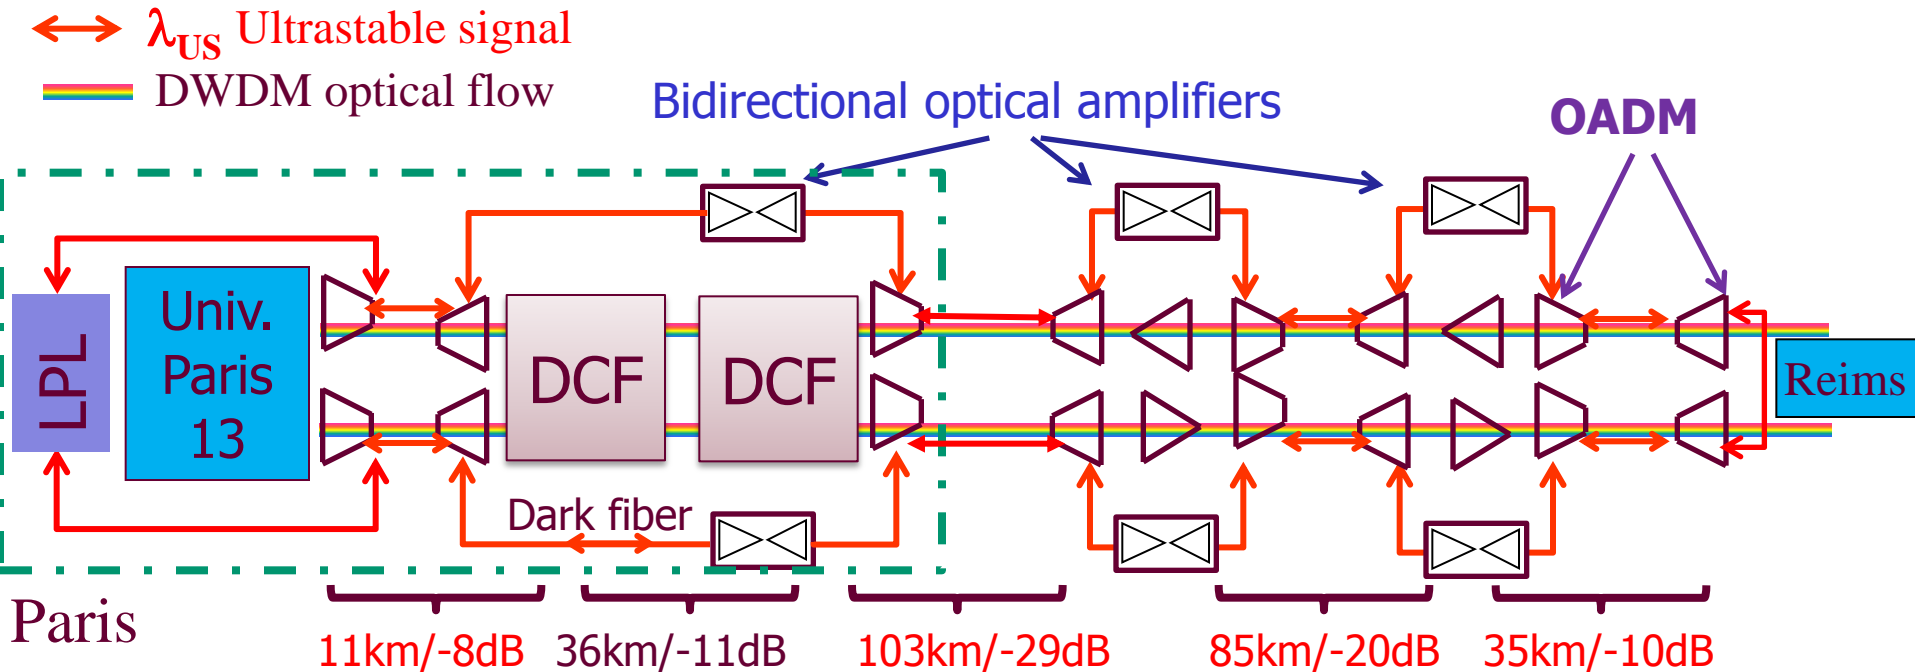 λUS Ultrastable signal
DWDM optical flow
Bidirectional optical amplifiers
OADM
LPL
Univ.
Paris
13
DCF
DCF
Reims
Dark fiber
Paris
11km/-8dB
36km/-11dB
103km/-29dB
85km/-20dB
35km/-10dB